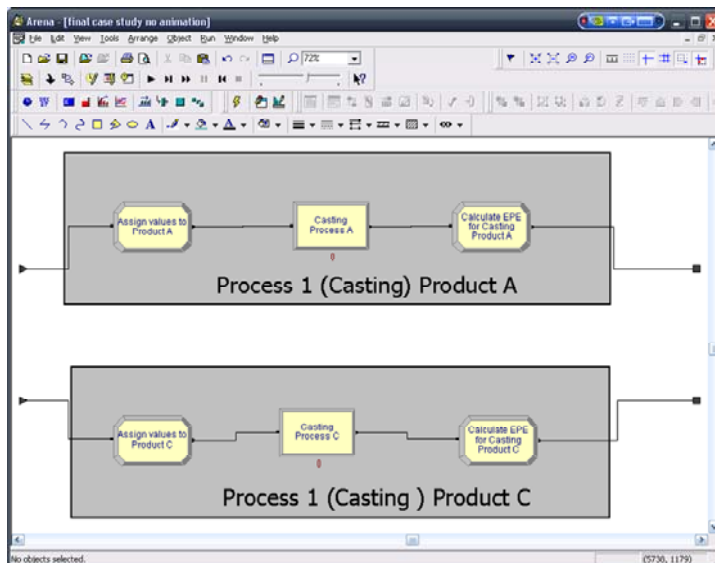 Arena - [final case study no animation]
File Edit View Tools Arrange Object Run Window Help
72%
Assign values to
Product A
Casting
Process A
0
Calculate EPE
for Casting
Product A
Process 1 (Casting) Product A
Assign values to
Product C
Casting
Process C
0
Calculate EPE
for Casting
Product C
Process 1 (Casting ) Product C
No objects selected.
(5738, 1179)